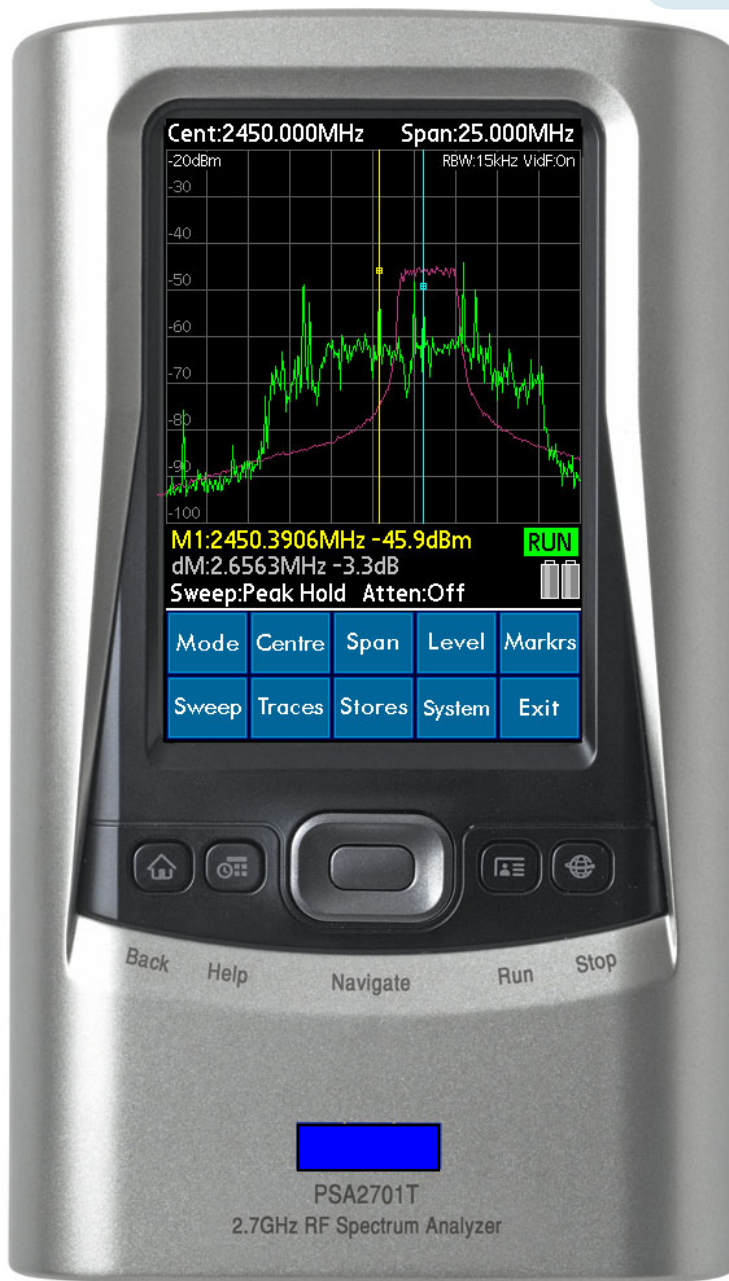 Cent:2450.000MHz Span:25.000MHz
-20dBm RBW:15kHz VidF:On
-30
-40
-50
-60
-70
-80
-90
-100
M1:2450.3906MHz -45.9dBm RUN
dM:2.6563MHz -3.3dB
Sweep:Peak Hold Atten:Off
Mode Centre Span Level Markrs
Sweep Traces Stores System Exit
Back Help Navigate Run Stop
PSA2701T
2.7GHz RF Spectrum Analyzer